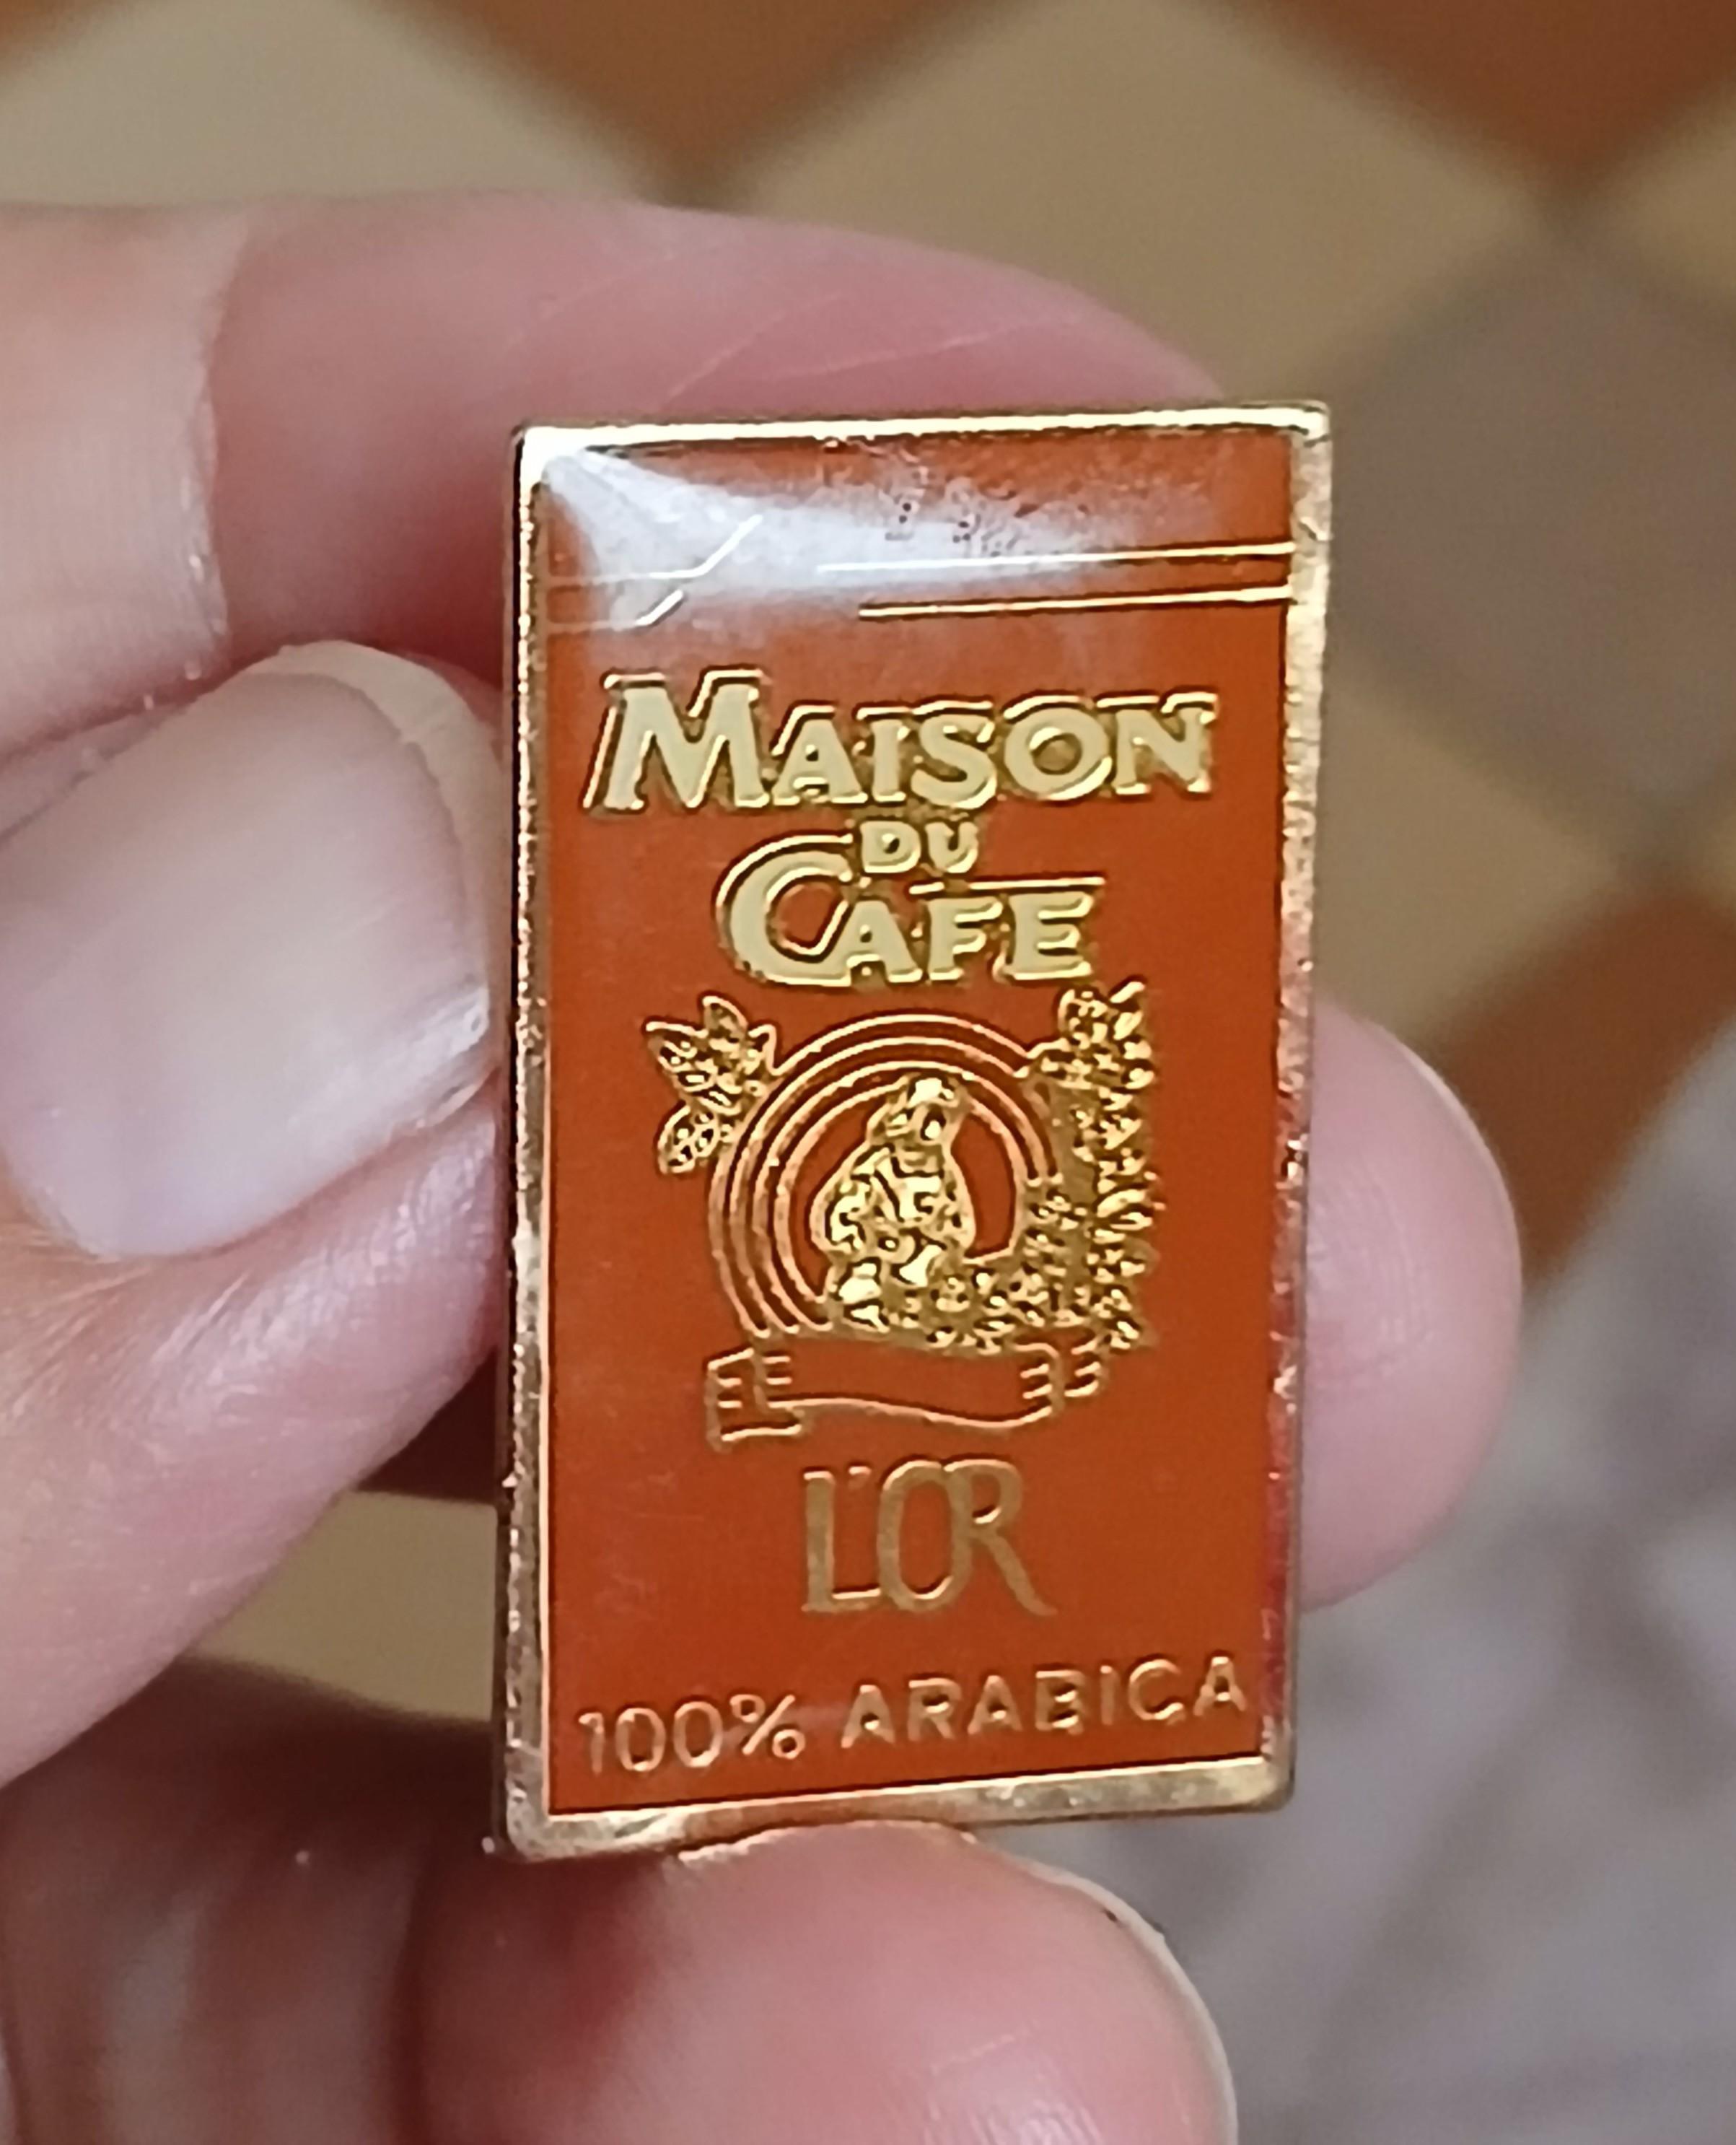 MAISON
DU
CAFE
L'OR
100% ARABICA